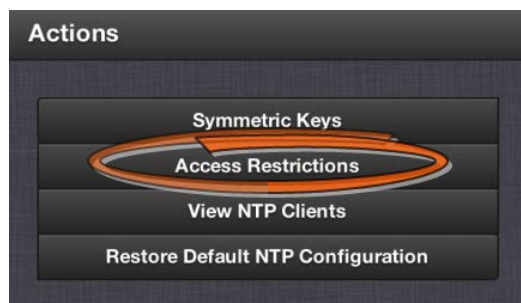 Actions
Symmetric Keys
Access Restrictions
View NTP Clients
Restore Default NTP Configuration